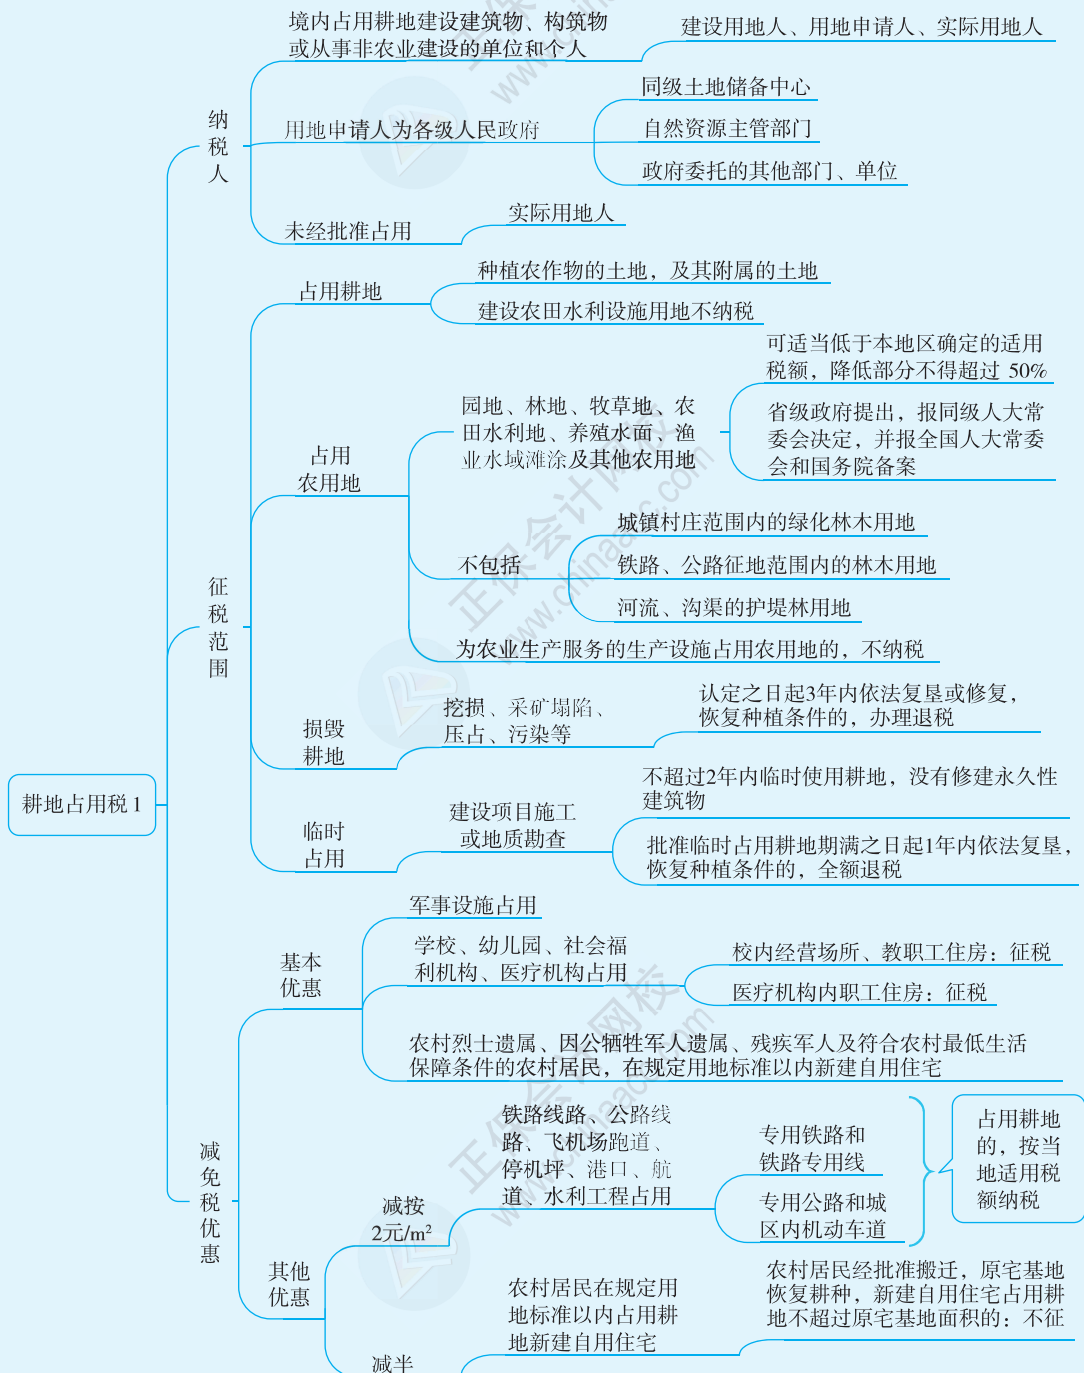 耕地占用税 1
纳
税
人
境内占用耕地建设建筑物、构筑物
或从事非农业建设的单位和个人
建设用地人、用地申请人、实际用地人
用地申请人为各级人民政府
同级土地储备中心
自然资源主管部门
政府委托的其他部门、单位
未经批准占用
实际用地人
征
税
范
围
占用耕地
种植农作物的土地，及其附属的土地
建设农田水利设施用地不纳税
占用
农用地
园地、林地、牧草地、农
田水利地、养殖水面、渔
业水域滩涂及其他农用地
可适当低于本地区确定的适用
税额，降低部分不得超过 50%
省级政府提出，报同级人大常
委会决定，并报全国人大常委
会和国务院备案
不包括
城镇村庄范围内的绿化林木用地
铁路、公路征地范围内的林木用地
河流、沟渠的护堤林用地
为农业生产服务的生产设施占用农用地的，不纳税
损毁
耕地
挖损、采矿塌陷、
压占、污染等
认定之日起3年内依法复垦或修复，
恢复种植条件的，办理退税
临时
占用
建设项目施工
或地质勘查
不超过2年内临时使用耕地，没有修建永久性
建筑物
批准临时占用耕地期满之日起1年内依法复垦，
恢复种植条件的，全额退税
减
免
税
优
惠
基本
优惠
军事设施占用
学校、幼儿园、社会福
利机构、医疗机构占用
校内经营场所、教职工住房：征税
医疗机构内职工住房：征税
农村烈士遗属、因公牺牲军人遗属、残疾军人及符合农村最低生活
保障条件的农村居民，在规定用地标准以内新建自用住宅
其他
优惠
减按
2元/m²
铁路线路、公路线
路、飞机场跑道、
停机坪、港口、航
道、水利工程占用
专用铁路和
铁路专用线
专用公路和城
区内机动车道
占用耕地
的，按当
地适用税
额纳税
减半
农村居民在规定用
地标准以内占用耕
地新建自用住宅
农村居民经批准搬迁，原宅基地
恢复耕种，新建自用住宅占用耕
地不超过原宅基地面积的：不征
正保会计网校
www.chinaacc.com
正保会计网校
www.chinaacc.com